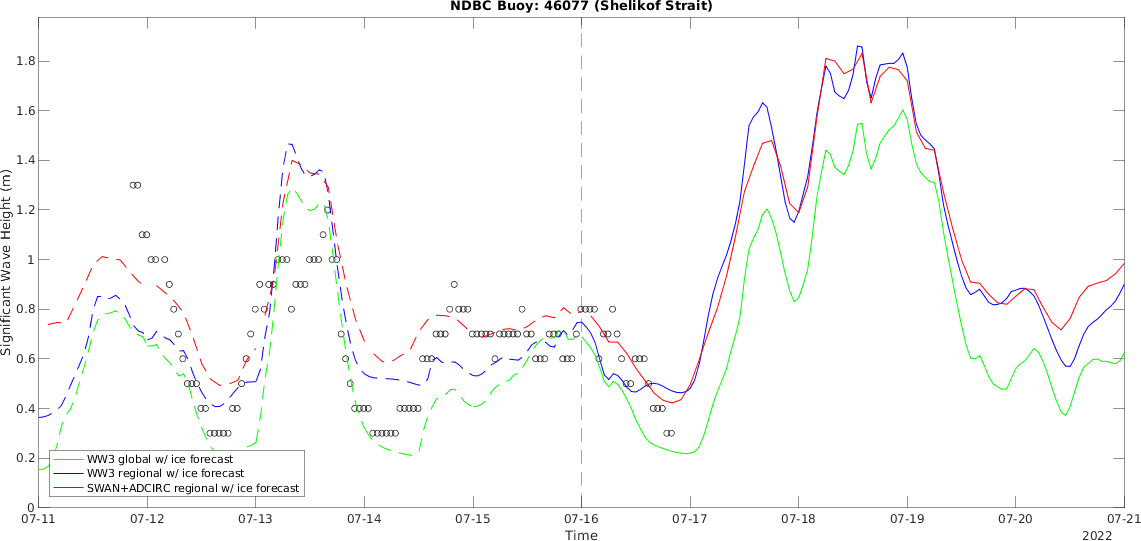 NDBC Buoy: 46077 (Shelikof Strait)
Significant Wave Height (m)
1.8
1.6
1.4
1.2
1
0.8
0.6
0.4
0.2
0
WW3 global w/ ice forecast
WW3 regional w/ ice forecast
SWAN+ADCIRC regional w/ ice forecast
07-11 07-12 07-13 07-14 07-15 07-16 07-17 07-18 07-19 07-20 07-21
Time
2022